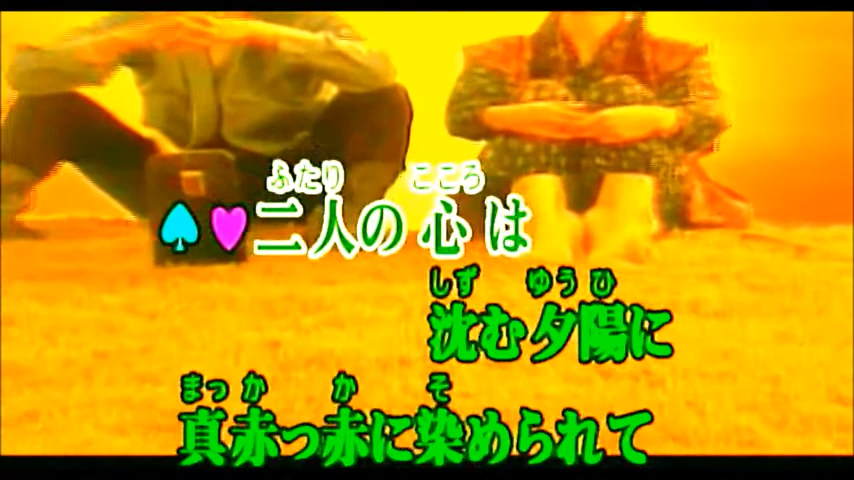 ふたり こころ
♠♥二人の心は
しず ゆうひ
沈む夕陽に
まっ か か そ
真赤っ赤に染められて